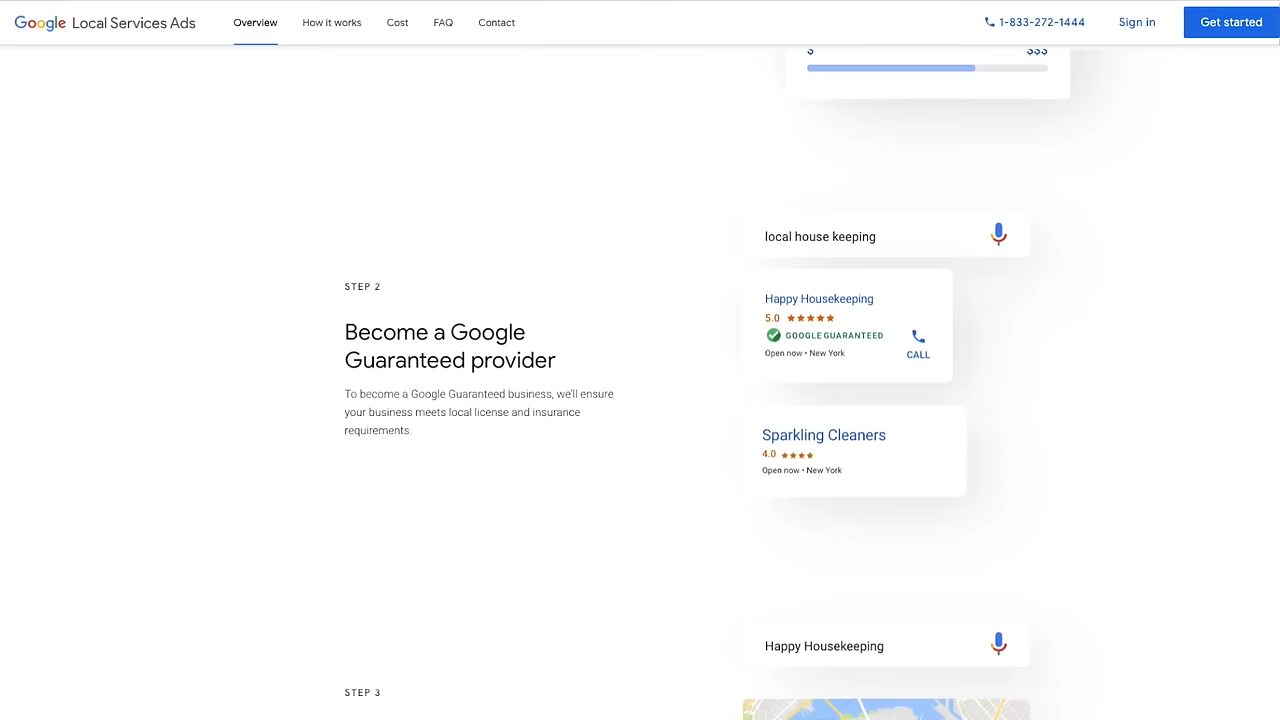 Google Local Services Ads
Overview
How it works
Cost
FAQ
Contact
1-833-272-1444
Sign in
Get started
$
$$$
local house keeping
STEP 2
Become a Google
Guaranteed provider
To become a Google Guaranteed business, we'll ensure
your business meets local license and insurance
requirements.
Happy Housekeeping
5.0
GOOGLE GUARANTEED
Open now • New York
CALL
Sparkling Cleaners
4.0
Open now • New York
Happy Housekeeping
STEP 3